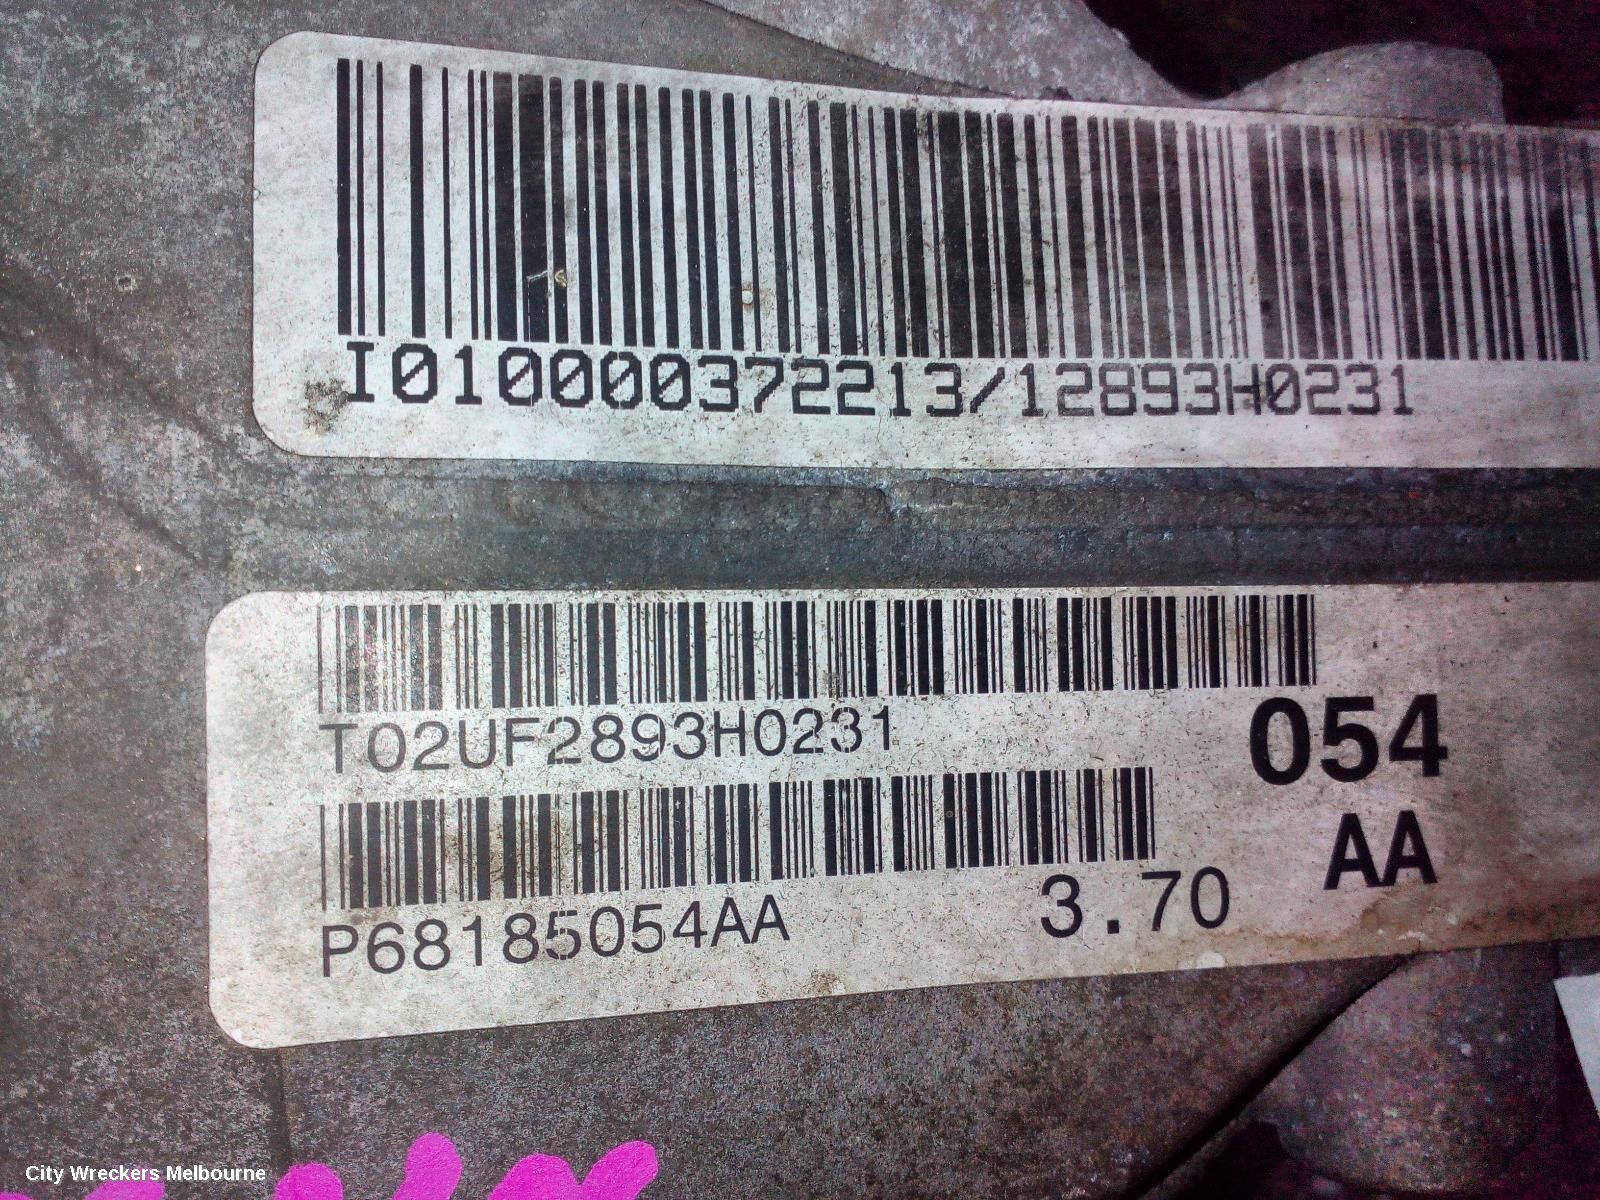 I010000372213/12893H0231
T02UF2893H0231
054
AA
P68185054AA
3.70
City Wreckers Melbourne